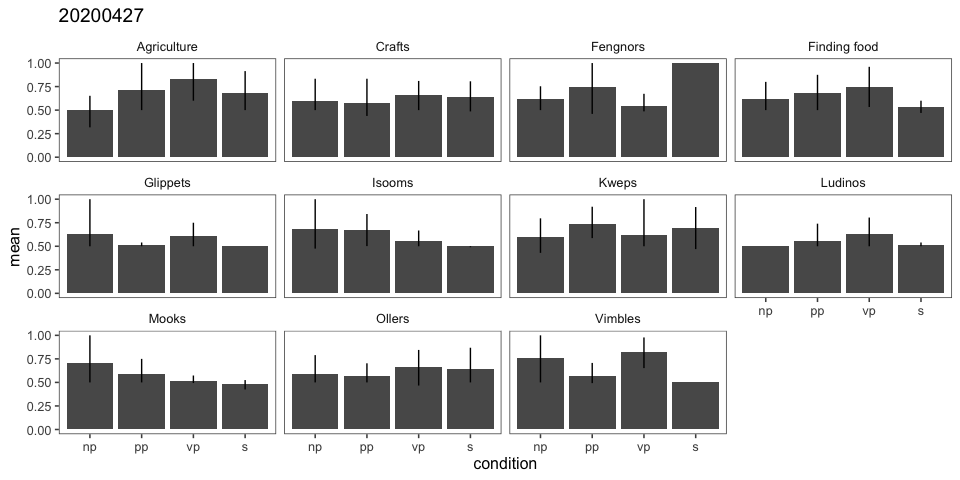 20200427
Agriculture Crafts Fengnors Finding food
1.00
0.75
0.50
0.25
0.00
Glippets Isooms Kweps Ludinos
1.00
0.75
0.50
0.25
0.00
np pp vp s
Mooks Ollers Vimbles
1.00
0.75
0.50
0.25
0.00
np pp vp s np pp vp s np pp vp s
mean
condition